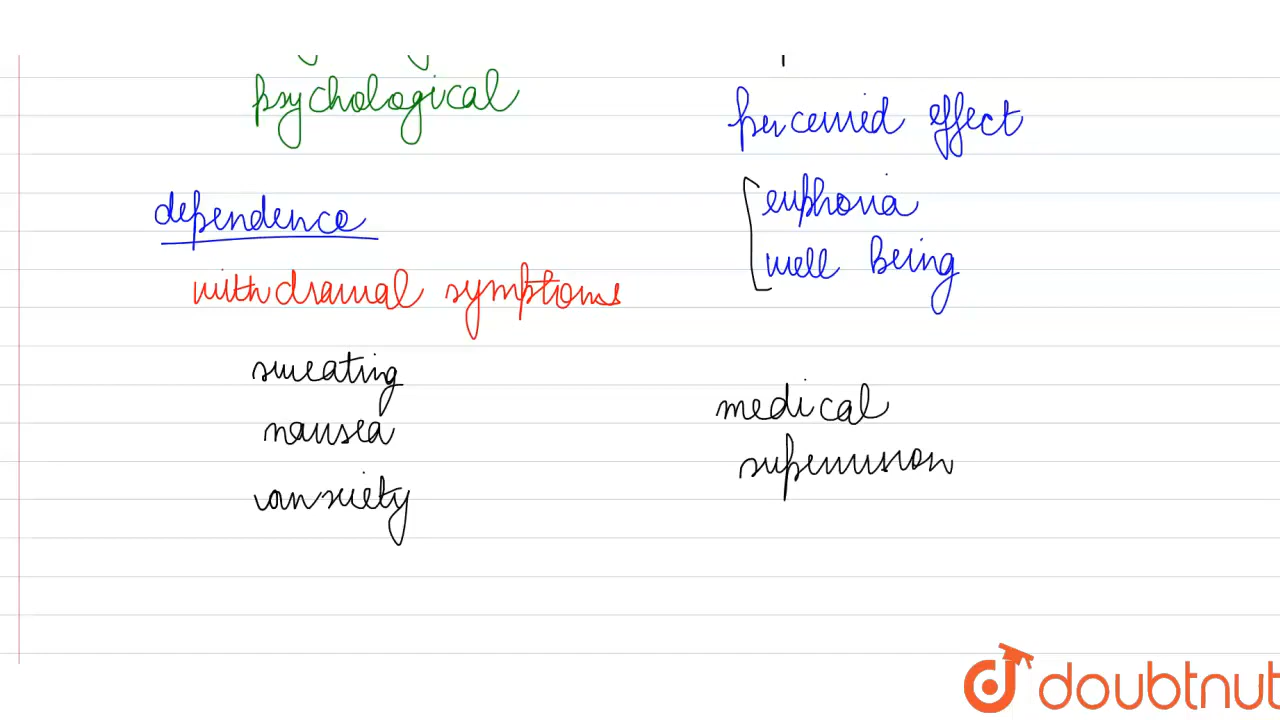 psychological
dependence
withdrawal symptoms
sweating
nausea
anxiety
perceived effect
euphoria
well Being
medical
supervision
doubtnut